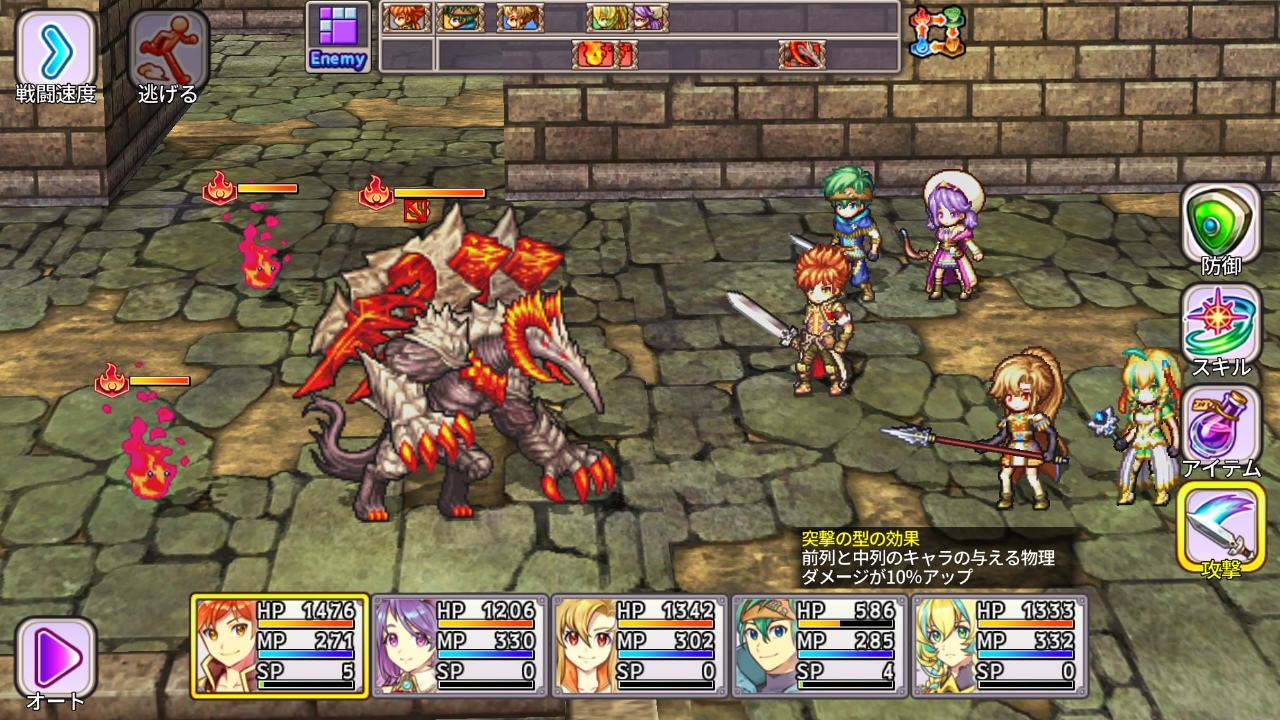 戦闘速度
逃げる
Enemy
防御
スキル
アイテム
攻撃
突撃の型の効果
前列と中列のキャラの与える物理
ダメージが10%アップ
オート
HP 1476
MP 271
SP 5
HP 1206
MP 330
SP 0
HP 1342
MP 302
SP 0
HP 586
MP 285
SP 4
HP 1333
MP 332
SP 0